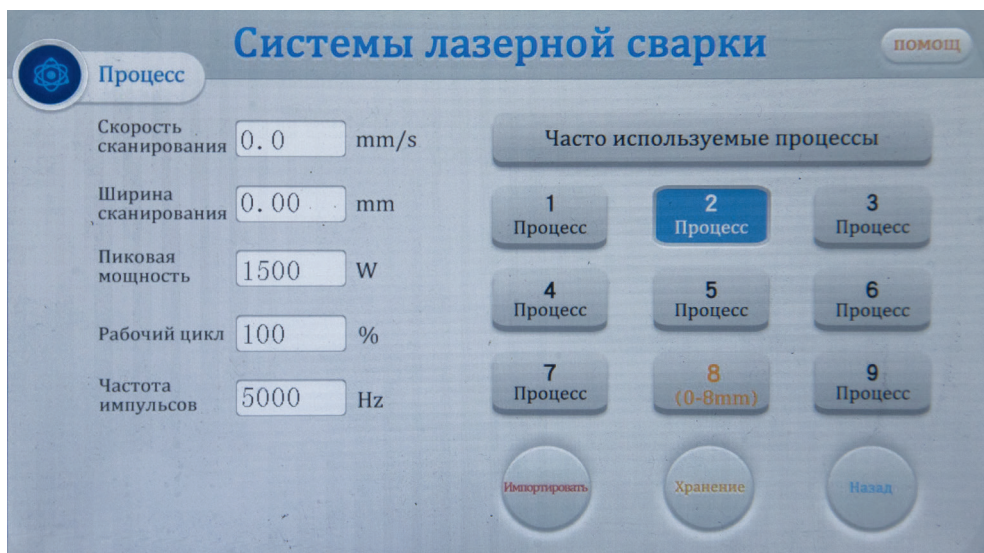 Системы лазерной сварки
помощ
Процесс
Скорость
сканирования
0.0
mm/s
Ширина
сканирования
0.00
mm
Пиковая
мощность
1500
W
Рабочий цикл
100
%
Частота
импульсов
5000
Hz
Часто используемые процессы
1
Процесс
2
Процесс
3
Процесс
4
Процесс
5
Процесс
6
Процесс
7
Процесс
8
(0-8mm)
9
Процесс
Импортировать
Хранение
Назад